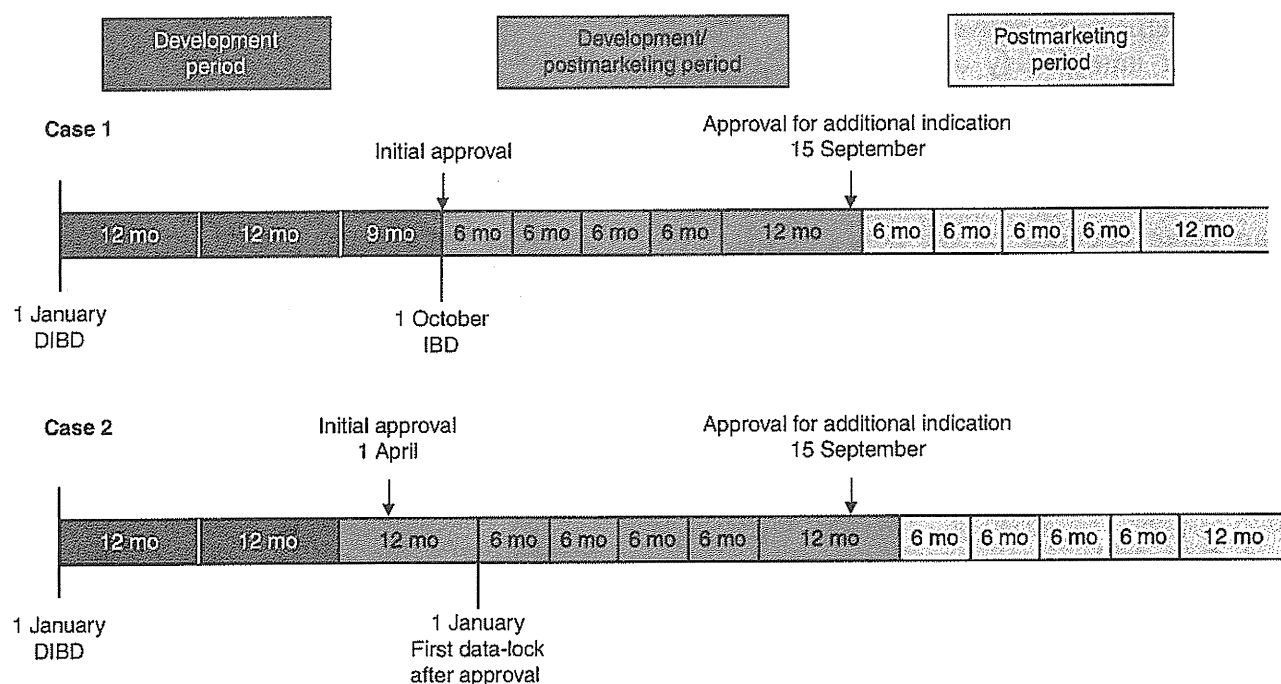 Development
period
Development/
postmarketing period
Postmarketing
period
Case 1
Initial approval
Approval for additional indication
15 September
12 mo 12 mo 9 mo 6 mo 6 mo 6 mo 6 mo 12 mo 6 mo 6 mo 6 mo 6 mo 12 mo
1 January
DIBD
1 October
IBD
Case 2
Initial approval
1 April
Approval for additional indication
15 September
12 mo 12 mo 12 mo 6 mo 6 mo 6 mo 6 mo 12 mo 6 mo 6 mo 6 mo 6 mo 12 mo
1 January
DIBD
1 January
First data-lock
after approval